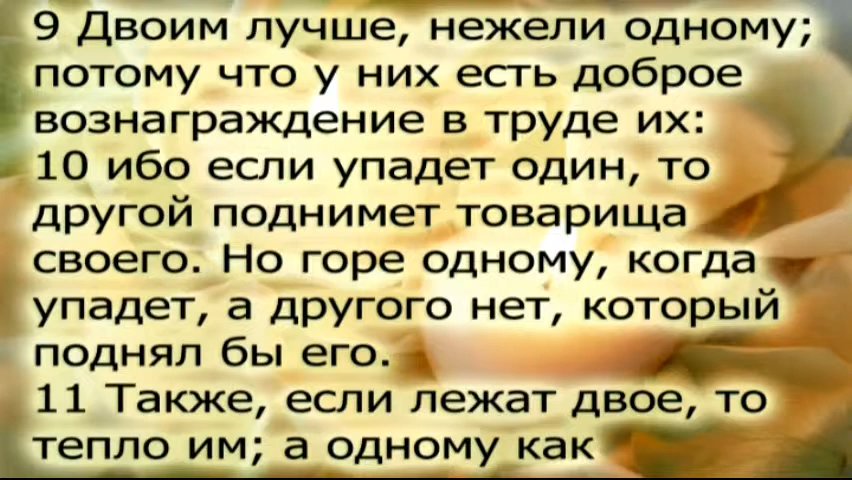 9 Двоим лучше, нежели одному;
потому что у них есть доброе
вознаграждение в труде их:
10 ибо если упадет один, то
другой поднимет товарища
своего. Но горе одному, когда
упадет, а другого нет, который
поднял бы его.
11 Также, если лежат двое, то
тепло им; а одному как